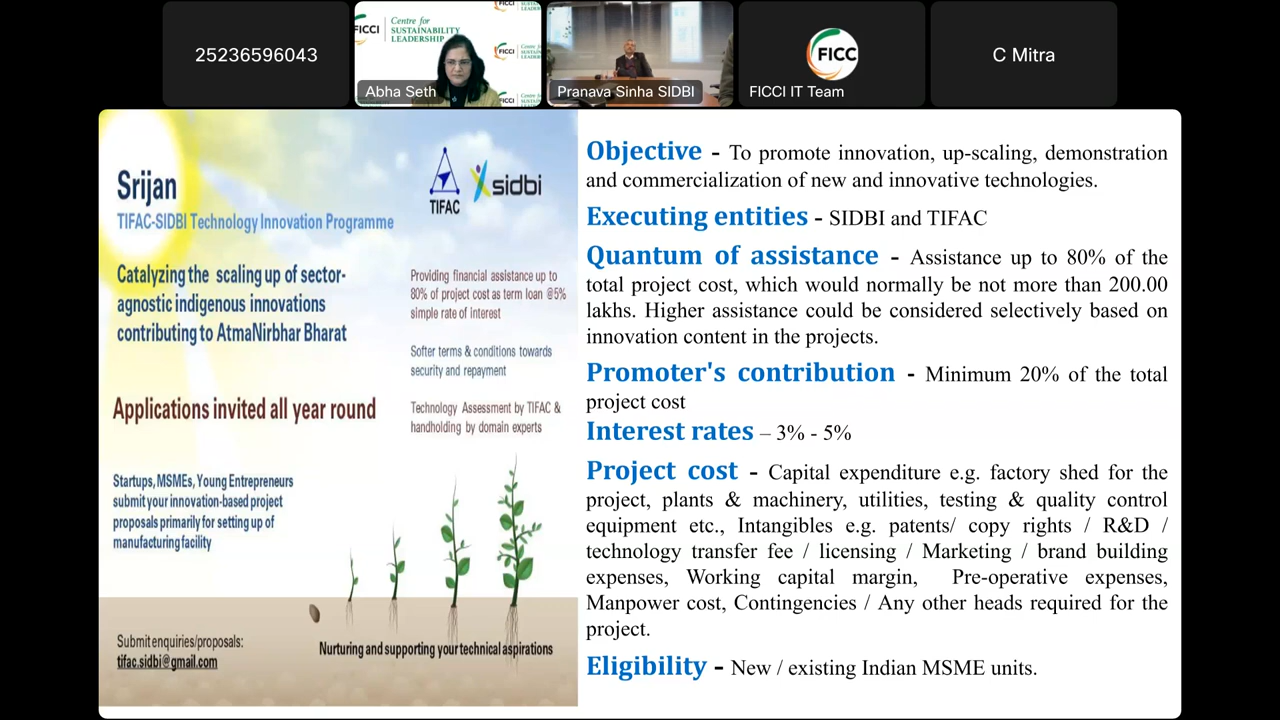 25236596043
FICCI
Centre for
SUSTAINABILITY
LEADERSHIP
FICCI
FICCI
FICCI
Abha Seth
Pranava Sinha SIDBI
FICC
FICCI IT Team
C Mitra
Srijan
TIFAC-SIDBI Technology Innovation Programme
TIFAC
sidbi
Catalyzing the scaling up of sector-
agnostic indigenous innovations
contributing to AtmaNirbhar Bharat
Providing financial assistance up to
80% of project cost as term loan @5%
simple rate of interest
Softer terms & conditions towards
security and repayment
Applications invited all year round
Technology Assessment by TIFAC &
handholding by domain experts
Startups, MSMEs, Young Entrepreneurs
submit your innovation-based project
proposals primarily for setting up of
manufacturing facility
Submit enquiries/proposals:
tifac.sidbi@gmail.com
Nurturing and supporting your technical aspirations
Objective - To promote innovation, up-scaling, demonstration
and commercialization of new and innovative technologies.
Executing entities - SIDBI and TIFAC
Quantum of assistance - Assistance up to 80% of the
total project cost, which would normally be not more than 200.00
lakhs. Higher assistance could be considered selectively based on
innovation content in the projects.
Promoter's contribution - Minimum 20% of the total
project cost
Interest rates – 3% - 5%
Project cost - Capital expenditure e.g. factory shed for the
project, plants & machinery, utilities, testing & quality control
equipment etc., Intangibles e.g. patents/ copy rights / R&D /
technology transfer fee / licensing / Marketing / brand building
expenses, Working capital margin, Pre-operative expenses,
Manpower cost, Contingencies / Any other heads required for the
project.
Eligibility - New / existing Indian MSME units.